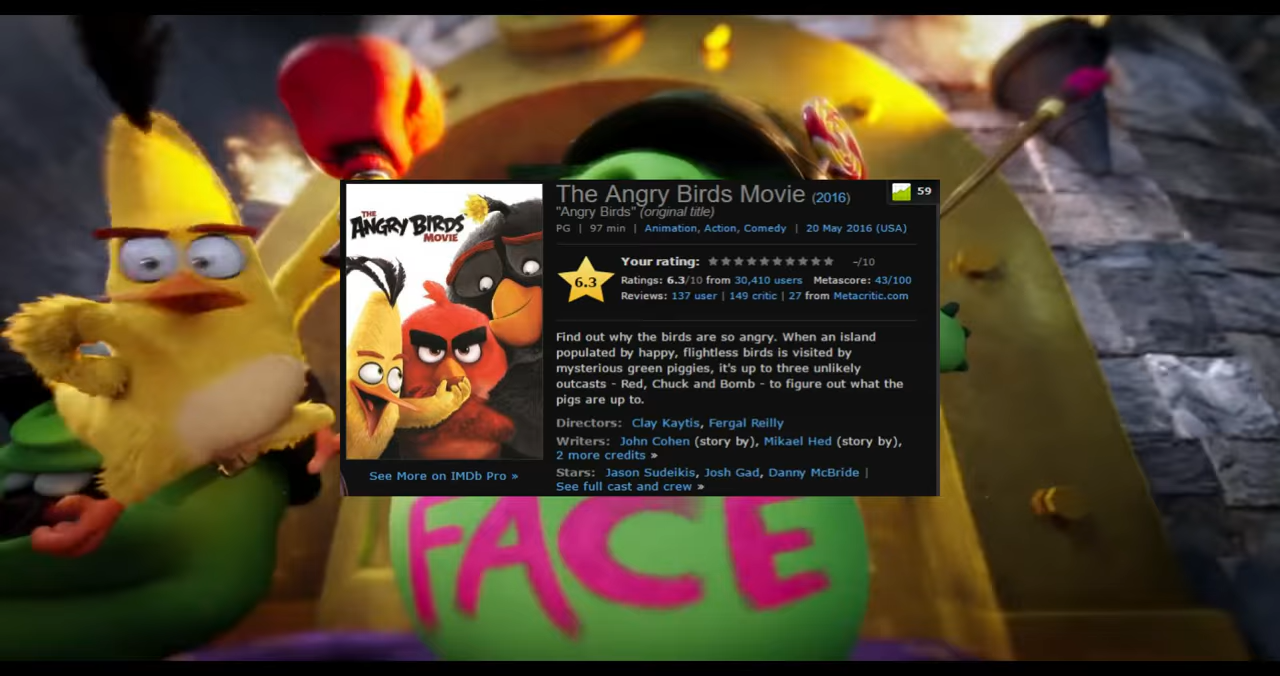 The Angry Birds Movie (2016)
59
"Angry Birds" (original title)
PG | 97 min | Animation, Action, Comedy | 20 May 2016 (USA)
THE
ANGRY BIRDS
MOVIE
6.3
Your rating: -/10
Ratings: 6.3/10 from 30,410 users Metascore: 43/100
Reviews: 137 user | 149 critic | 27 from Metacritic.com
Find out why the birds are so angry. When an island
populated by happy, flightless birds is visited by
mysterious green piggies, it's up to three unlikely
outcasts - Red, Chuck and Bomb - to figure out what the
pigs are up to.
Directors: Clay Kaytis, Fergal Reilly
Writers: John Cohen (story by), Mikael Hed (story by),
2 more credits »
Stars: Jason Sudeikis, Josh Gad, Danny McBride |
See full cast and crew »
See More on IMDb Pro »
FACE